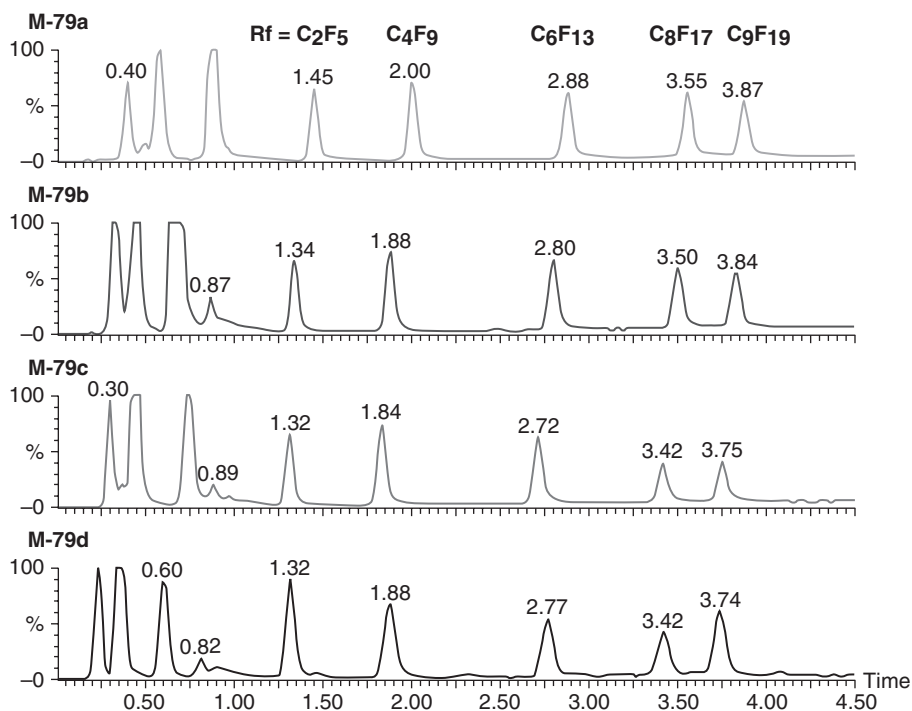 M-79a
Rf = C2F5 C4F9 C6F13 C8F17 C9F19
100
%
–0
0.40 1.45 2.00 2.88 3.55 3.87
M-79b
100
%
–0
0.87 1.34 1.88 2.80 3.50 3.84
M-79c
100
%
–0
0.30 0.89 1.32 1.84 2.72 3.42 3.75
M-79d
100
%
–0
0.60 0.82 1.32 1.88 2.77 3.42 3.74
Time
0.50 1.00 1.50 2.00 2.50 3.00 3.50 4.00 4.50